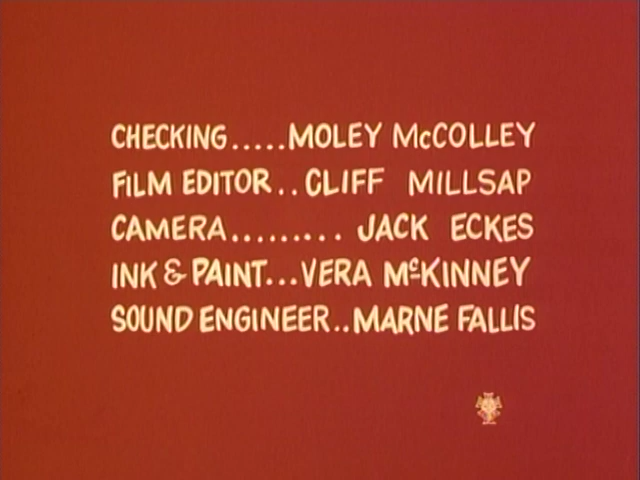 CHECKING.....MOLEY McCOLLEY
FILM EDITOR..CLIFF MILLSAP
CAMERA......... JACK ECKES
INK & PAINT...VERA McKINNEY
SOUND ENGINEER..MARNE FALLIS